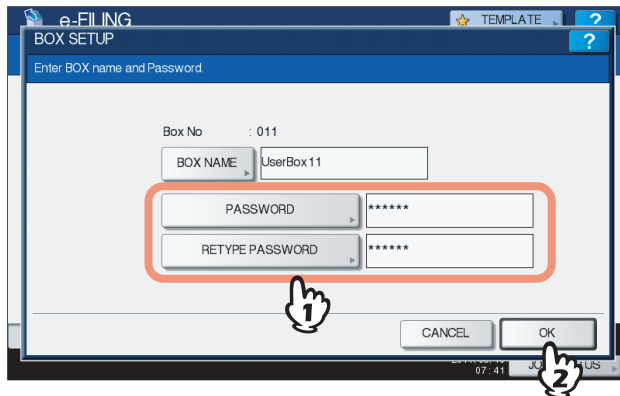 e-FILING
TEMPLATE ?
BOX SETUP ?
Enter BOX name and Password.
Box No : 011
BOX NAME UserBox11
PASSWORD ******
RETYPE PASSWORD ******
1
CANCEL OK
07:41
2